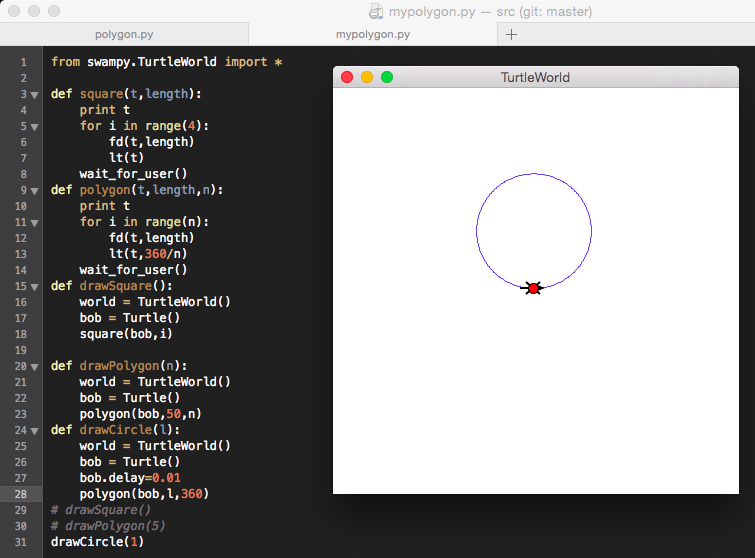 mypolygon.py — src (git: master)
polygon.py
mypolygon.py
1 from swampy.TurtleWorld import *
2
3 def square(t,length):
4     print t
5     for i in range(4):
6         fd(t,length)
7         lt(t)
8     wait_for_user()
9 def polygon(t,length,n):
10     print t
11     for i in range(n):
12         fd(t,length)
13         lt(t,360/n)
14     wait_for_user()
15 def drawSquare():
16     world = TurtleWorld()
17     bob = Turtle()
18     square(bob,i)
19
20 def drawPolygon(n):
21     world = TurtleWorld()
22     bob = Turtle()
23     polygon(bob,50,n)
24 def drawCircle(l):
25     world = TurtleWorld()
26     bob = Turtle()
27     bob.delay=0.01
28     polygon(bob,l,360)
29 # drawSquare()
30 # drawPolygon(5)
31 drawCircle(1)
TurtleWorld